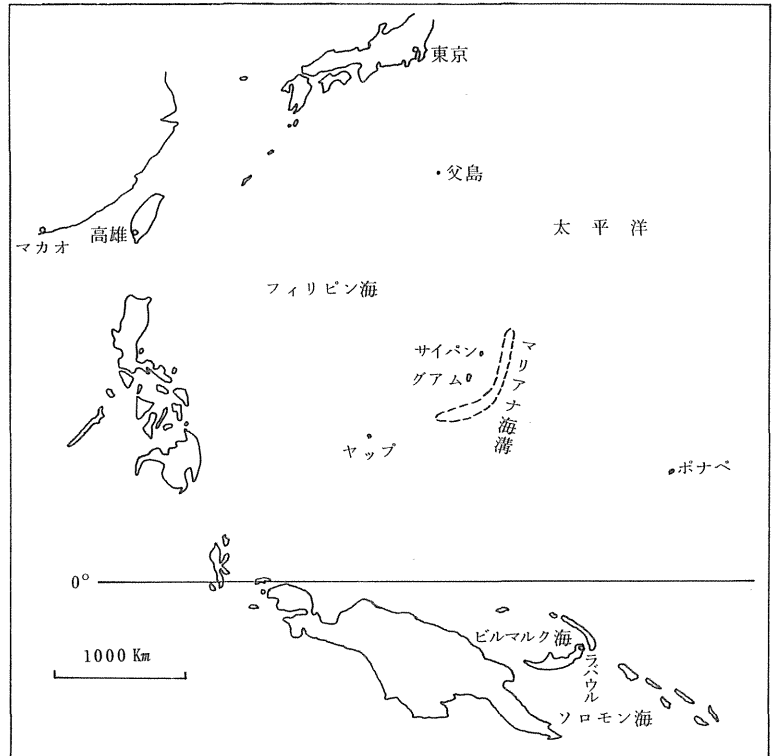 東京
父島
太平洋
高雄
マカオ
フィリピン海
サイパン
グアム
マリアナ海溝
ヤップ
ポナペ
0°
ビルマルク海
ラバウル
1000 Km
ソロモン海